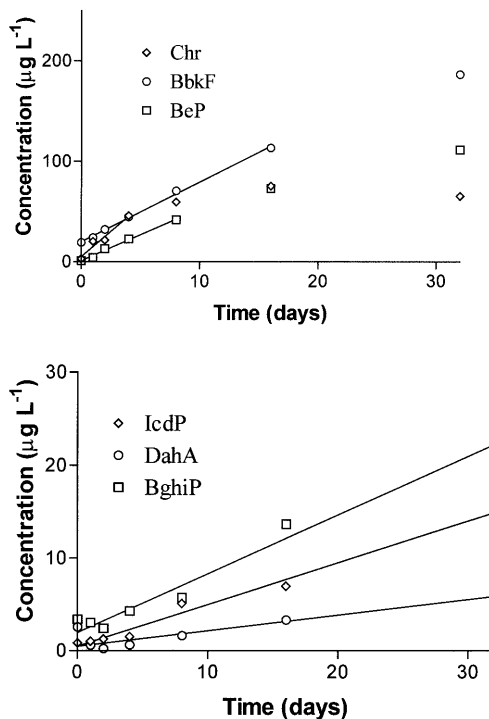 Concentration (µg L⁻¹)
200
100
0
Chr
BbkF
BeP
0 10 20 30
Time (days)
Concentration (µg L⁻¹)
30
20
10
0
IcdP
DahA
BghiP
0 10 20 30
Time (days)